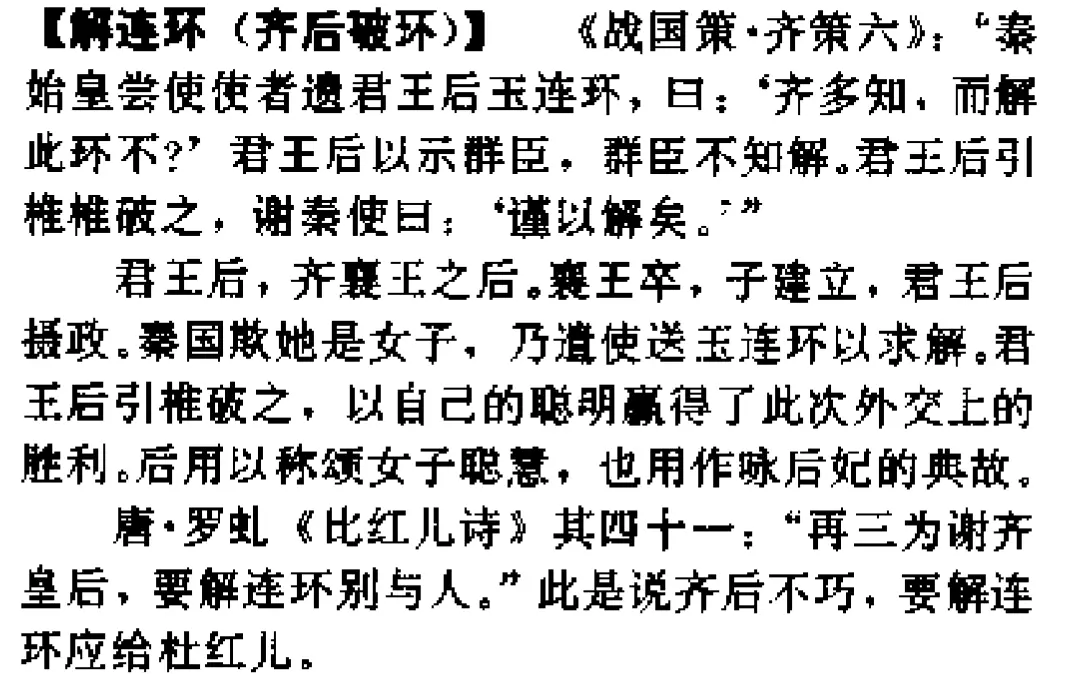 【解连环（齐后破环）】　《战国策·齐策六》：“秦
始皇尝使使者遗君王后玉连环，曰：‘齐多知，而解
此环不？’君王后以示群臣，群臣不知解。君王后引
椎椎破之，谢秦使曰：‘谨以解矣。’”
君王后，齐襄王之后。襄王卒，子建立，君王后
摄政。秦国欺她是女子，乃遣使送玉连环以求解。君
王后引椎破之，以自己的聪明赢得了此次外交上的
胜利。后用以称颂女子聪慧，也用作咏后妃的典故。
唐·罗虬《比红儿诗》其四十一：“再三为谢齐
皇后，要解连环别与人。”此是说齐后不巧，要解连
环应给杜红儿。